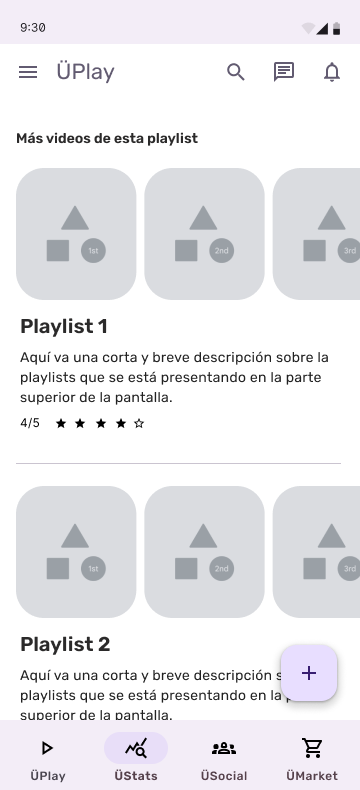 9:30
ÜPlay
Más videos de esta playlist
1st
2nd
3rd
Playlist 1
Aquí va una corta y breve descripción sobre la
playlists que se está presentando en la parte
superior de la pantalla.
4/5
1st
2nd
3rd
Playlist 2
Aquí va una corta y breve descripción
playlists que se está presentando en la
superior de la pantalla.
ÜPlay
ÜStats
ÜSocial
ÜMarket